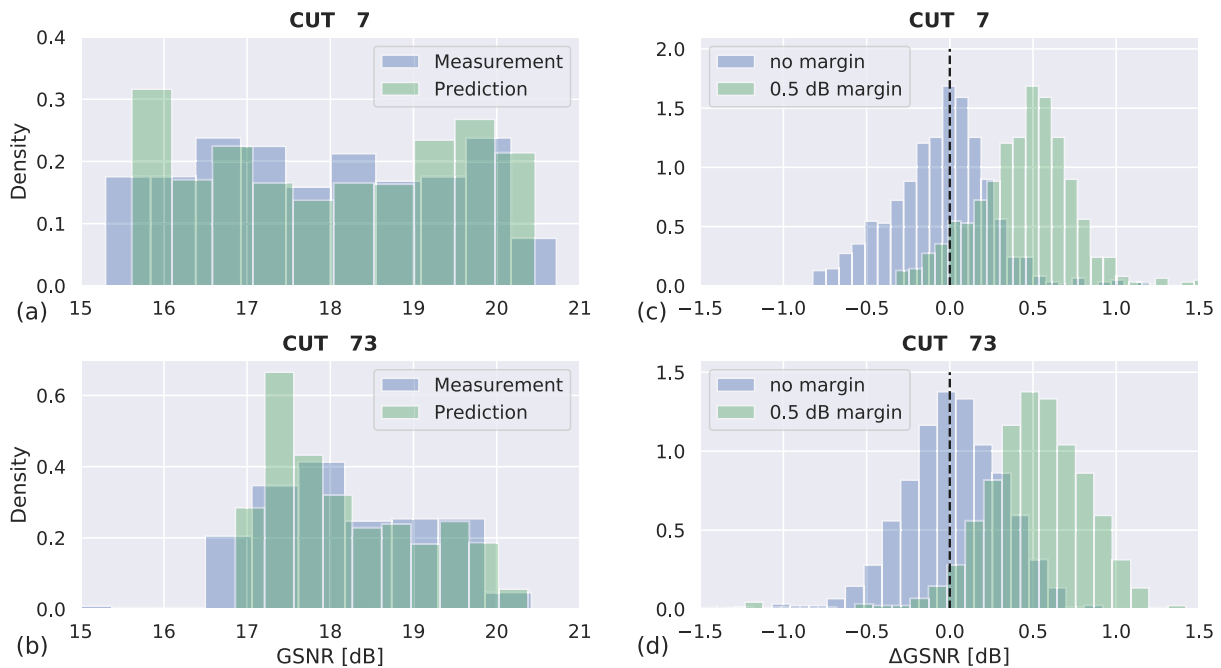 CUT 7
0.4
0.3
0.2
0.1
0.0
Density
Measurement
Prediction
15 16 17 18 19 20 21
(a)
CUT 7
2.0
1.5
1.0
0.5
0.0
no margin
0.5 dB margin
−1.5 −1.0 −0.5 0.0 0.5 1.0 1.5
(c)
CUT 73
0.6
0.4
0.2
0.0
Density
Measurement
Prediction
15 16 17 18 19 20 21
(b)
GSNR [dB]
CUT 73
1.5
1.0
0.5
0.0
no margin
0.5 dB margin
−1.5 −1.0 −0.5 0.0 0.5 1.0 1.5
(d)
ΔGSNR [dB]